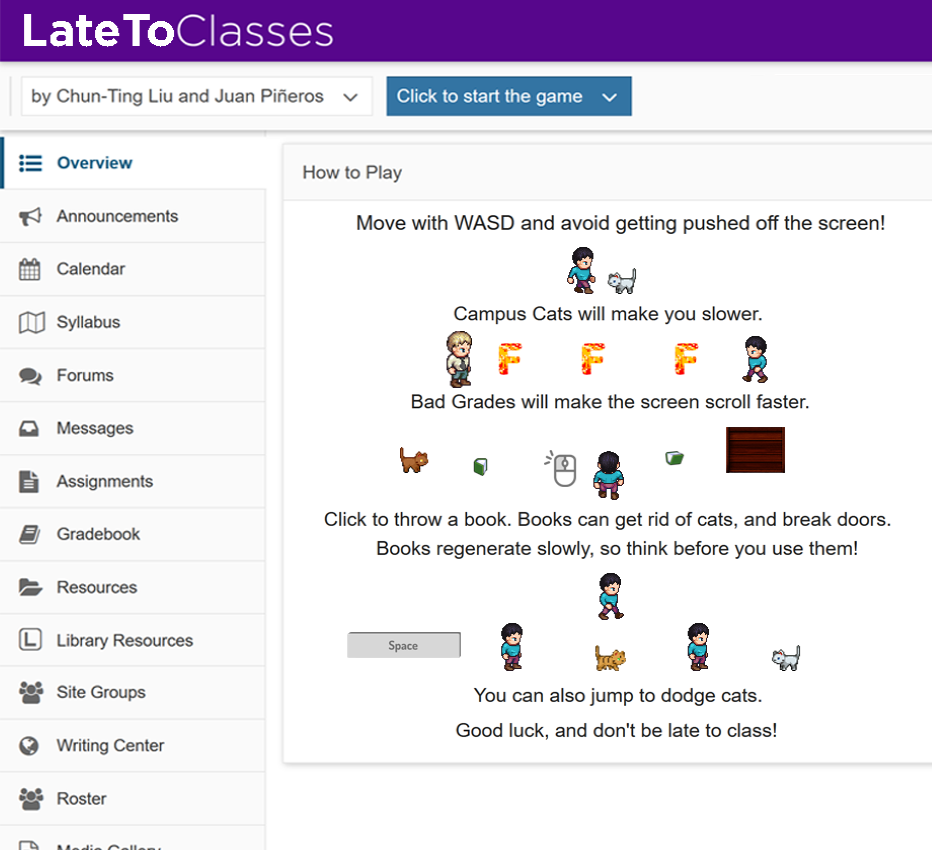 LateToClasses
by Chun-Ting Liu and Juan Piñeros
Click to start the game
Overview
Announcements
Calendar
Syllabus
Forums
Messages
Assignments
Gradebook
Resources
L
Library Resources
Site Groups
Writing Center
Roster
Media Gallery
How to Play
Move with WASD and avoid getting pushed off the screen!
Campus Cats will make you slower.
F F F
Bad Grades will make the screen scroll faster.
Click to throw a book. Books can get rid of cats, and break doors.
Books regenerate slowly, so think before you use them!
Space
You can also jump to dodge cats.
Good luck, and don't be late to class!